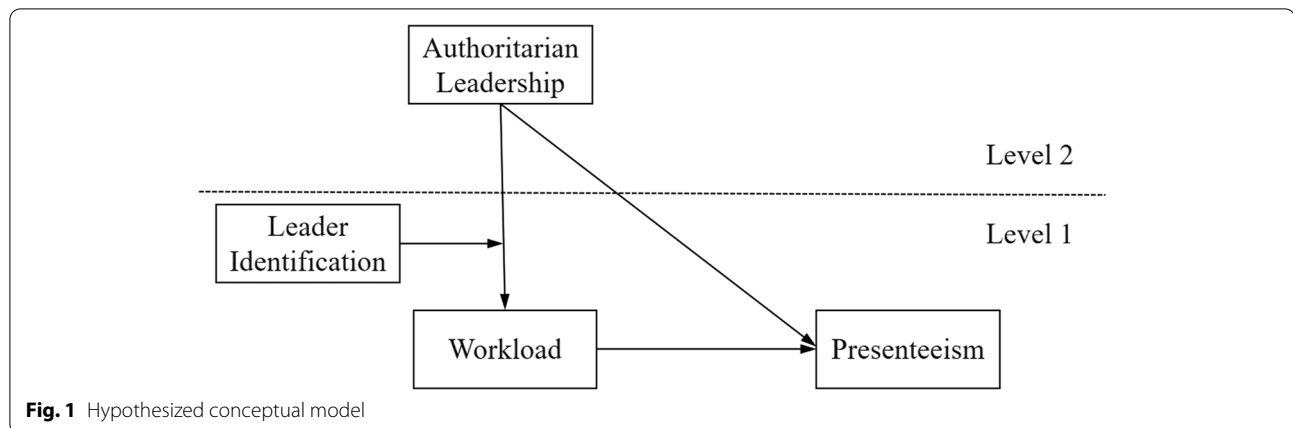 Authoritarian
Leadership
Level 2
Leader
Identification
Level 1
Workload
Presenteeism
Fig. 1 Hypothesized conceptual model